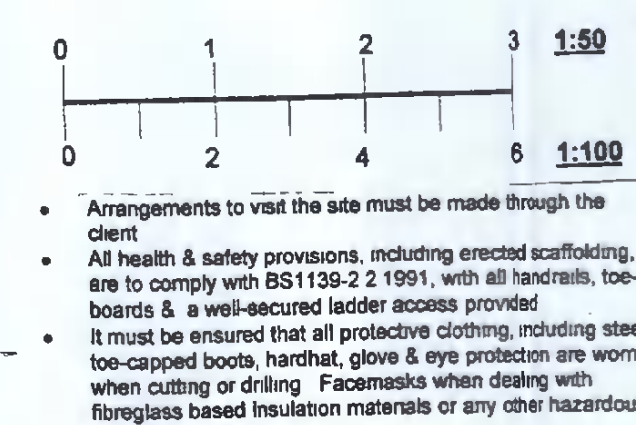 0 1 2 3 1:50
0 2 4 6 1:100
• Arrangements to visit the site must be made through the
client
• All health & safety provisions, including erected scaffolding,
are to comply with BS1139-2 2 1991, with all handrails, toe-
boards & a well-secured ladder access provided
• It must be ensured that all protective clothing, including stee
toe-capped boots, hardhat, glove & eye protection are worn
when cutting or drilling Facemasks when dealing with
fibreglass based insulation materials or any other hazardou